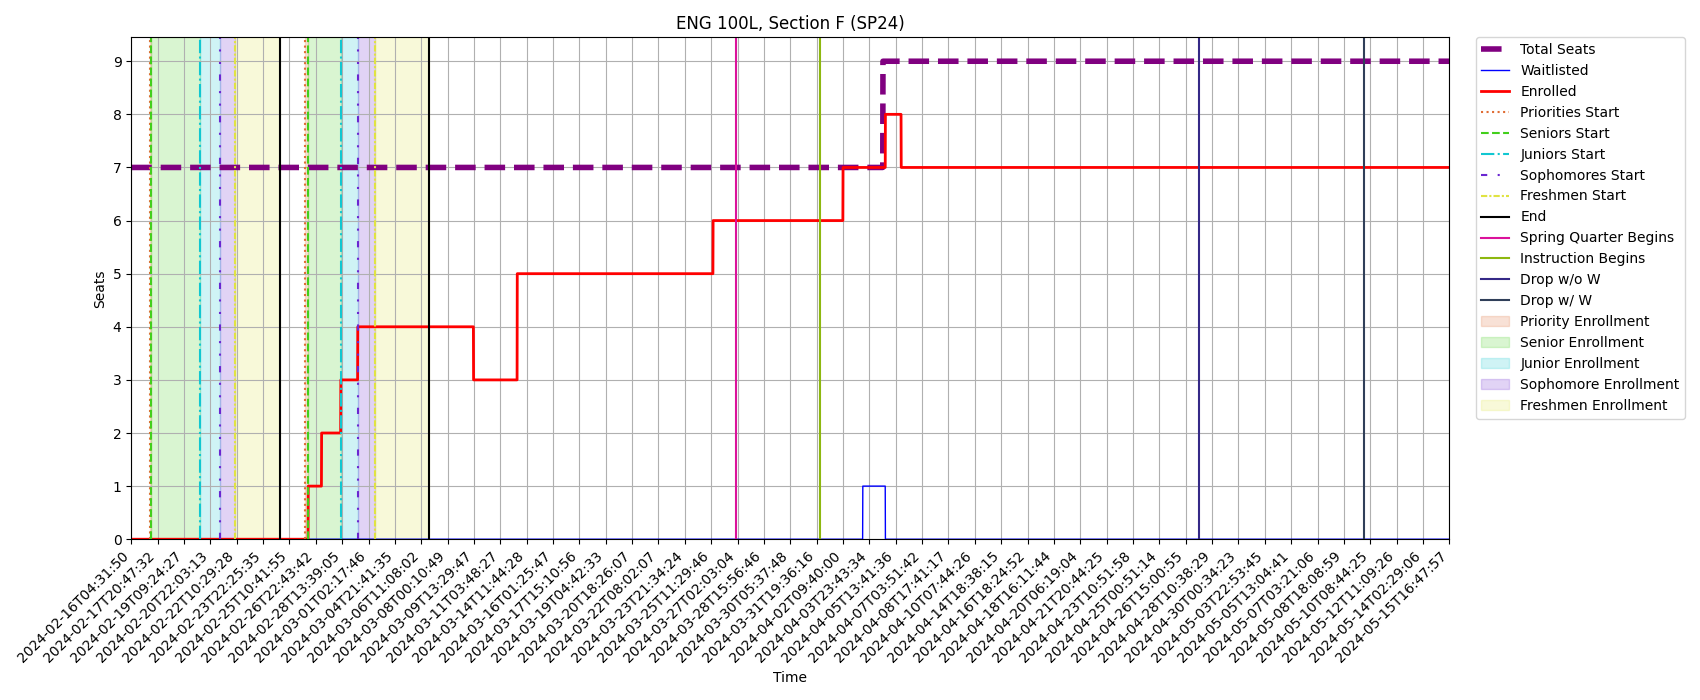 ENG 100L, Section F (SP24)
Seats
9
8
7
6
5
4
3
2
1
0
2024-02-16T04:31:50
2024-02-17T20:47:32
2024-02-19T09:24:27
2024-02-20T22:03:13
2024-02-22T10:29:28
2024-02-23T22:25:35
2024-02-25T10:41:55
2024-02-26T22:43:42
2024-02-28T13:39:05
2024-03-01T02:17:46
2024-03-04T21:41:35
2024-03-06T11:08:02
2024-03-08T00:10:49
2024-03-09T13:29:47
2024-03-11T03:48:27
2024-03-14T11:44:28
2024-03-16T01:25:47
2024-03-17T15:10:56
2024-03-19T04:42:33
2024-03-20T18:26:07
2024-03-22T08:02:07
2024-03-23T21:34:24
2024-03-25T11:29:46
2024-03-27T02:03:04
2024-03-28T15:56:46
2024-03-30T05:37:48
2024-03-31T19:36:16
2024-04-02T09:40:00
2024-04-03T23:43:34
2024-04-05T13:41:36
2024-04-07T03:51:42
2024-04-08T17:41:17
2024-04-10T07:44:26
2024-04-14T18:38:15
2024-04-16T18:24:52
2024-04-18T16:11:44
2024-04-20T06:19:04
2024-04-21T20:44:25
2024-04-23T10:51:58
2024-04-25T00:51:14
2024-04-26T15:00:55
2024-04-28T10:38:29
2024-04-30T00:34:23
2024-05-03T22:53:45
2024-05-05T13:04:41
2024-05-07T03:21:06
2024-05-08T18:08:59
2024-05-10T08:44:25
2024-05-12T11:09:26
2024-05-14T02:29:06
2024-05-15T16:47:57
Time
Total Seats
Waitlisted
Enrolled
Priorities Start
Seniors Start
Juniors Start
Sophomores Start
Freshmen Start
End
Spring Quarter Begins
Instruction Begins
Drop w/o W
Drop w/ W
Priority Enrollment
Senior Enrollment
Junior Enrollment
Sophomore Enrollment
Freshmen Enrollment